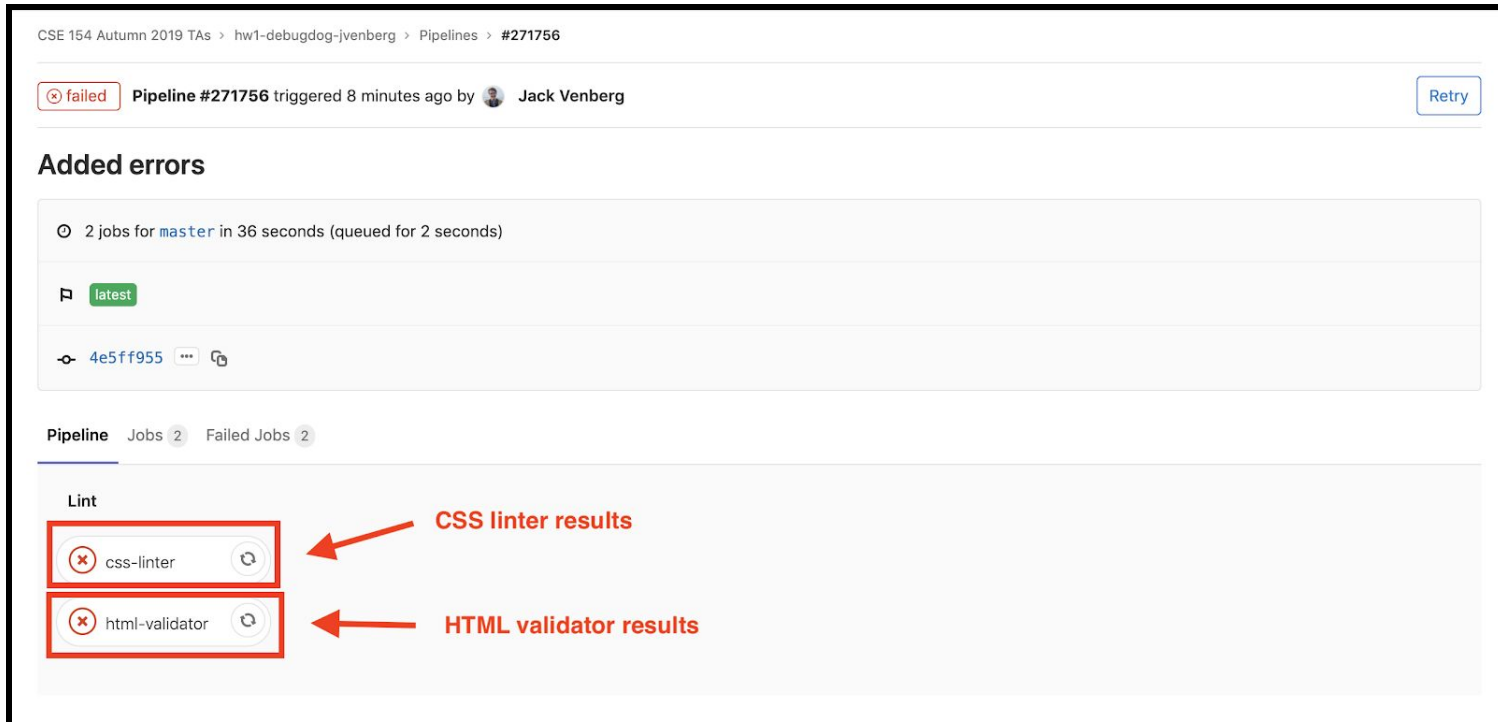 CSE 154 Autumn 2019 TAs > hw1-debugdog-jvenberg > Pipelines > #271756
failed Pipeline #271756 triggered 8 minutes ago by Jack Venberg Retry
Added errors
2 jobs for master in 36 seconds (queued for 2 seconds)
latest
4e5ff955 ...
Pipeline Jobs 2 Failed Jobs 2
Lint
CSS linter results
css-linter
html-validator
HTML validator results